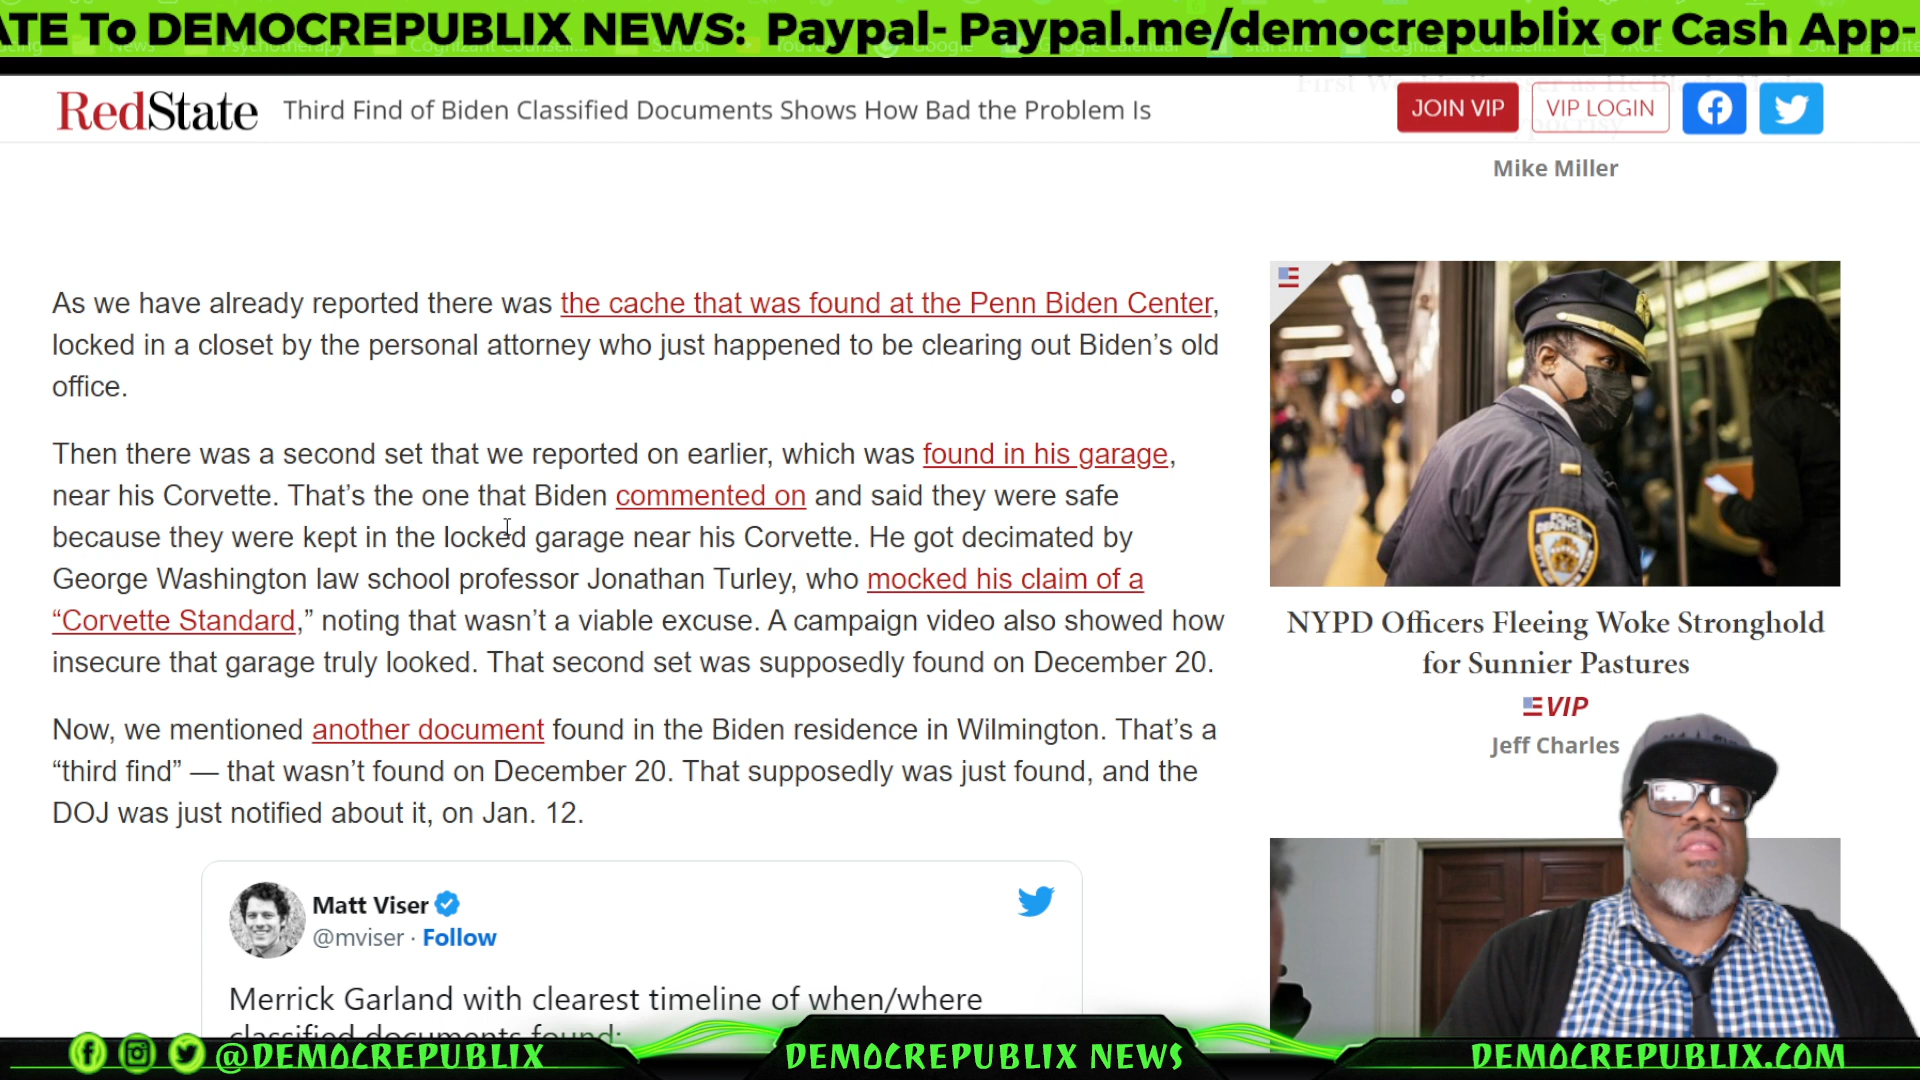 ATE To DEMOCREPUBLIX NEWS: Paypal- Paypal.me/democrepublix or Cash App-
RedState
Third Find of Biden Classified Documents Shows How Bad the Problem Is
JOIN VIP
VIP LOGIN
Mike Miller
As we have already reported there was the cache that was found at the Penn Biden Center,
locked in a closet by the personal attorney who just happened to be clearing out Biden’s old
office.
Then there was a second set that we reported on earlier, which was found in his garage,
near his Corvette. That’s the one that Biden commented on and said they were safe
because they were kept in the locked garage near his Corvette. He got decimated by
George Washington law school professor Jonathan Turley, who mocked his claim of a
“Corvette Standard,” noting that wasn’t a viable excuse. A campaign video also showed how
insecure that garage truly looked. That second set was supposedly found on December 20.
Now, we mentioned another document found in the Biden residence in Wilmington. That’s a
“third find” — that wasn’t found on December 20. That supposedly was just found, and the
DOJ was just notified about it, on Jan. 12.
Matt Viser
@mviser · Follow
Merrick Garland with clearest timeline of when/where
classified documents found:
NYPD Officers Fleeing Woke Stronghold
for Sunnier Pastures
VIP
Jeff Charles
@DEMOCREPUBLIX
DEMOCREPUBLIX NEWS
DEMOCREPUBLIX.COM